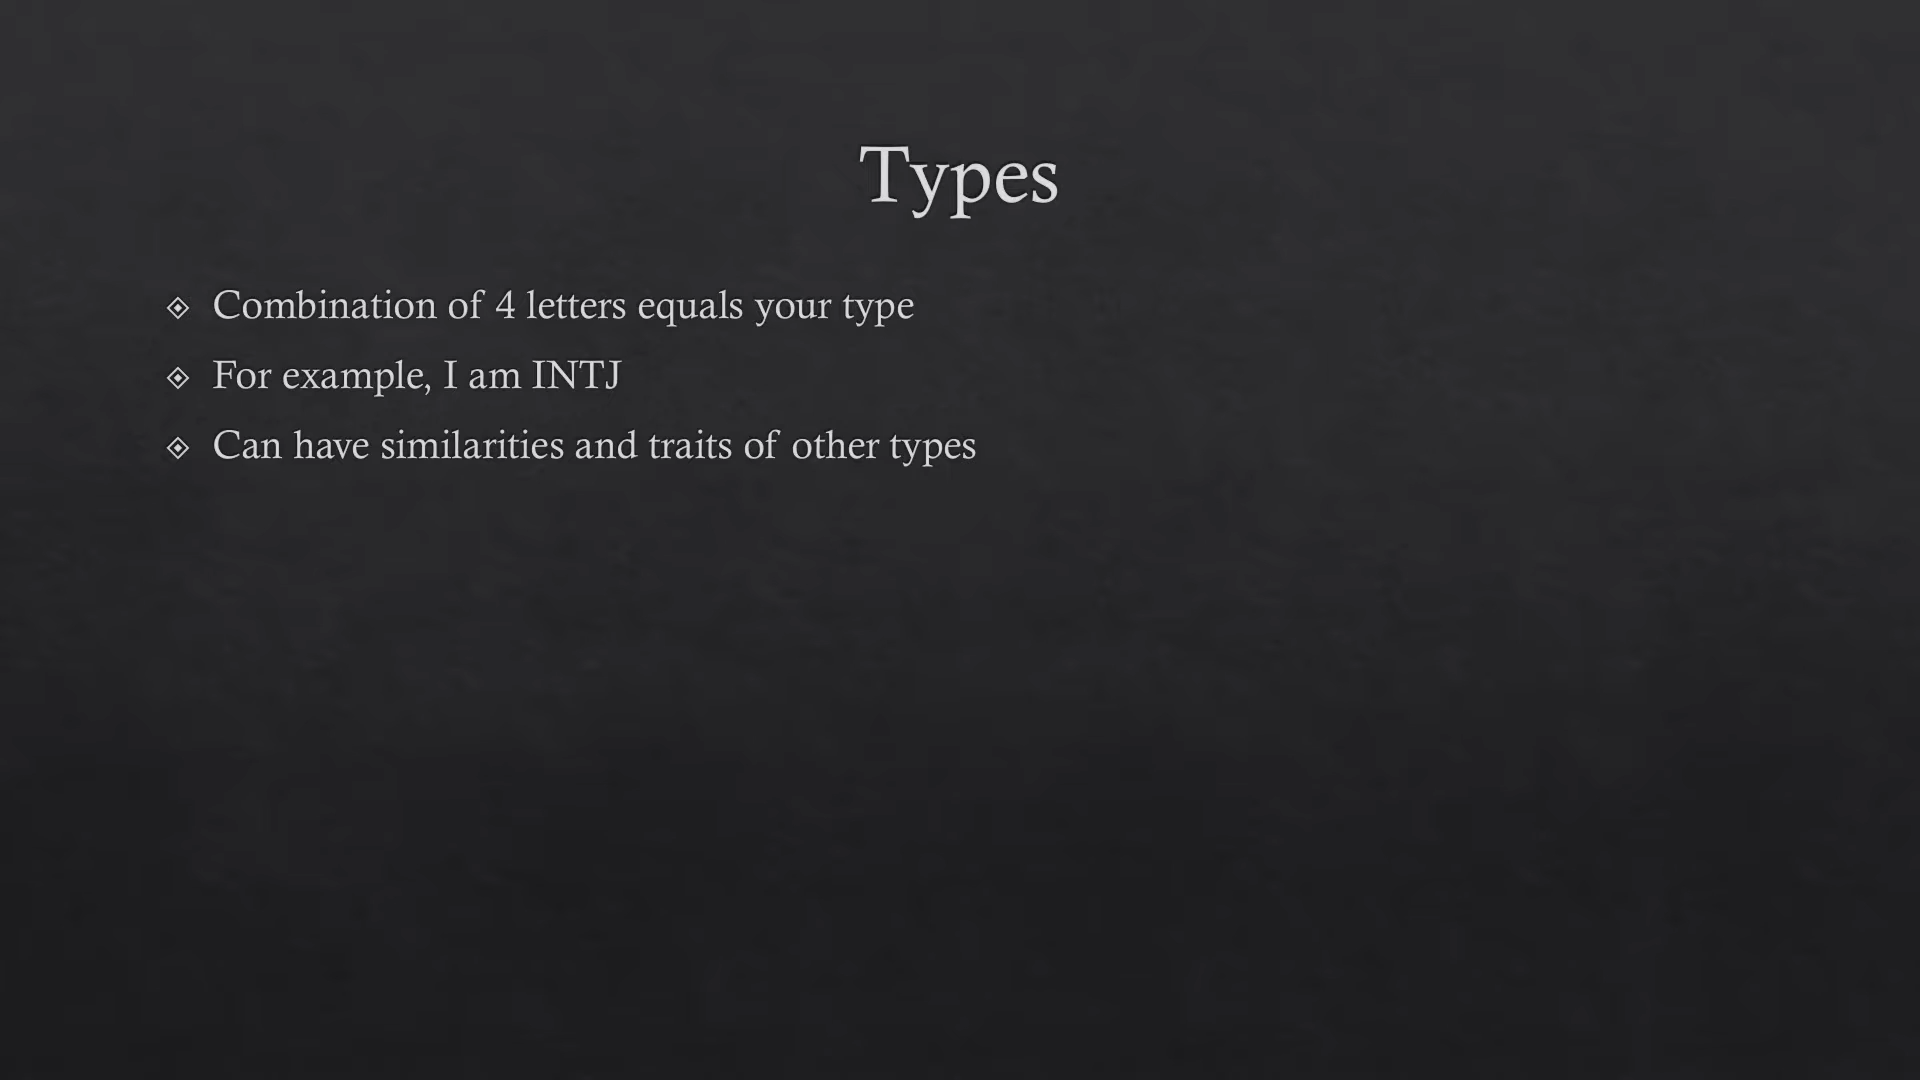 Types
Combination of 4 letters equals your type
For example, I am INTJ
Can have similarities and traits of other types